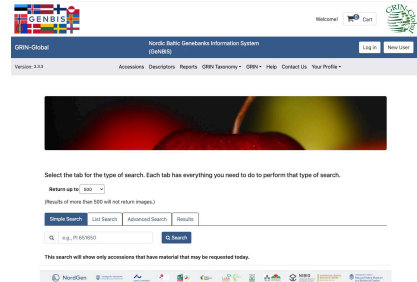 GENBIS
Welcome! 0 Cart
GRIN-Global
Nordic Baltic Genebanks Information System
(GeNBIS)
Log in New User
Version: 2.3.3
Accessions Descriptors Reports GRIN Taxonomy GRIN Help Contact Us Your Profile
Select the tab for the type of search. Each tab has everything you need to do to perform that type of search.
Return up to 500
(Results of more than 500 will not return images.)
Simple Search List Search Advanced Search Results
e.g., PI 651650 Search
This search will show only accessions that have material that may be requested today.
NordGen